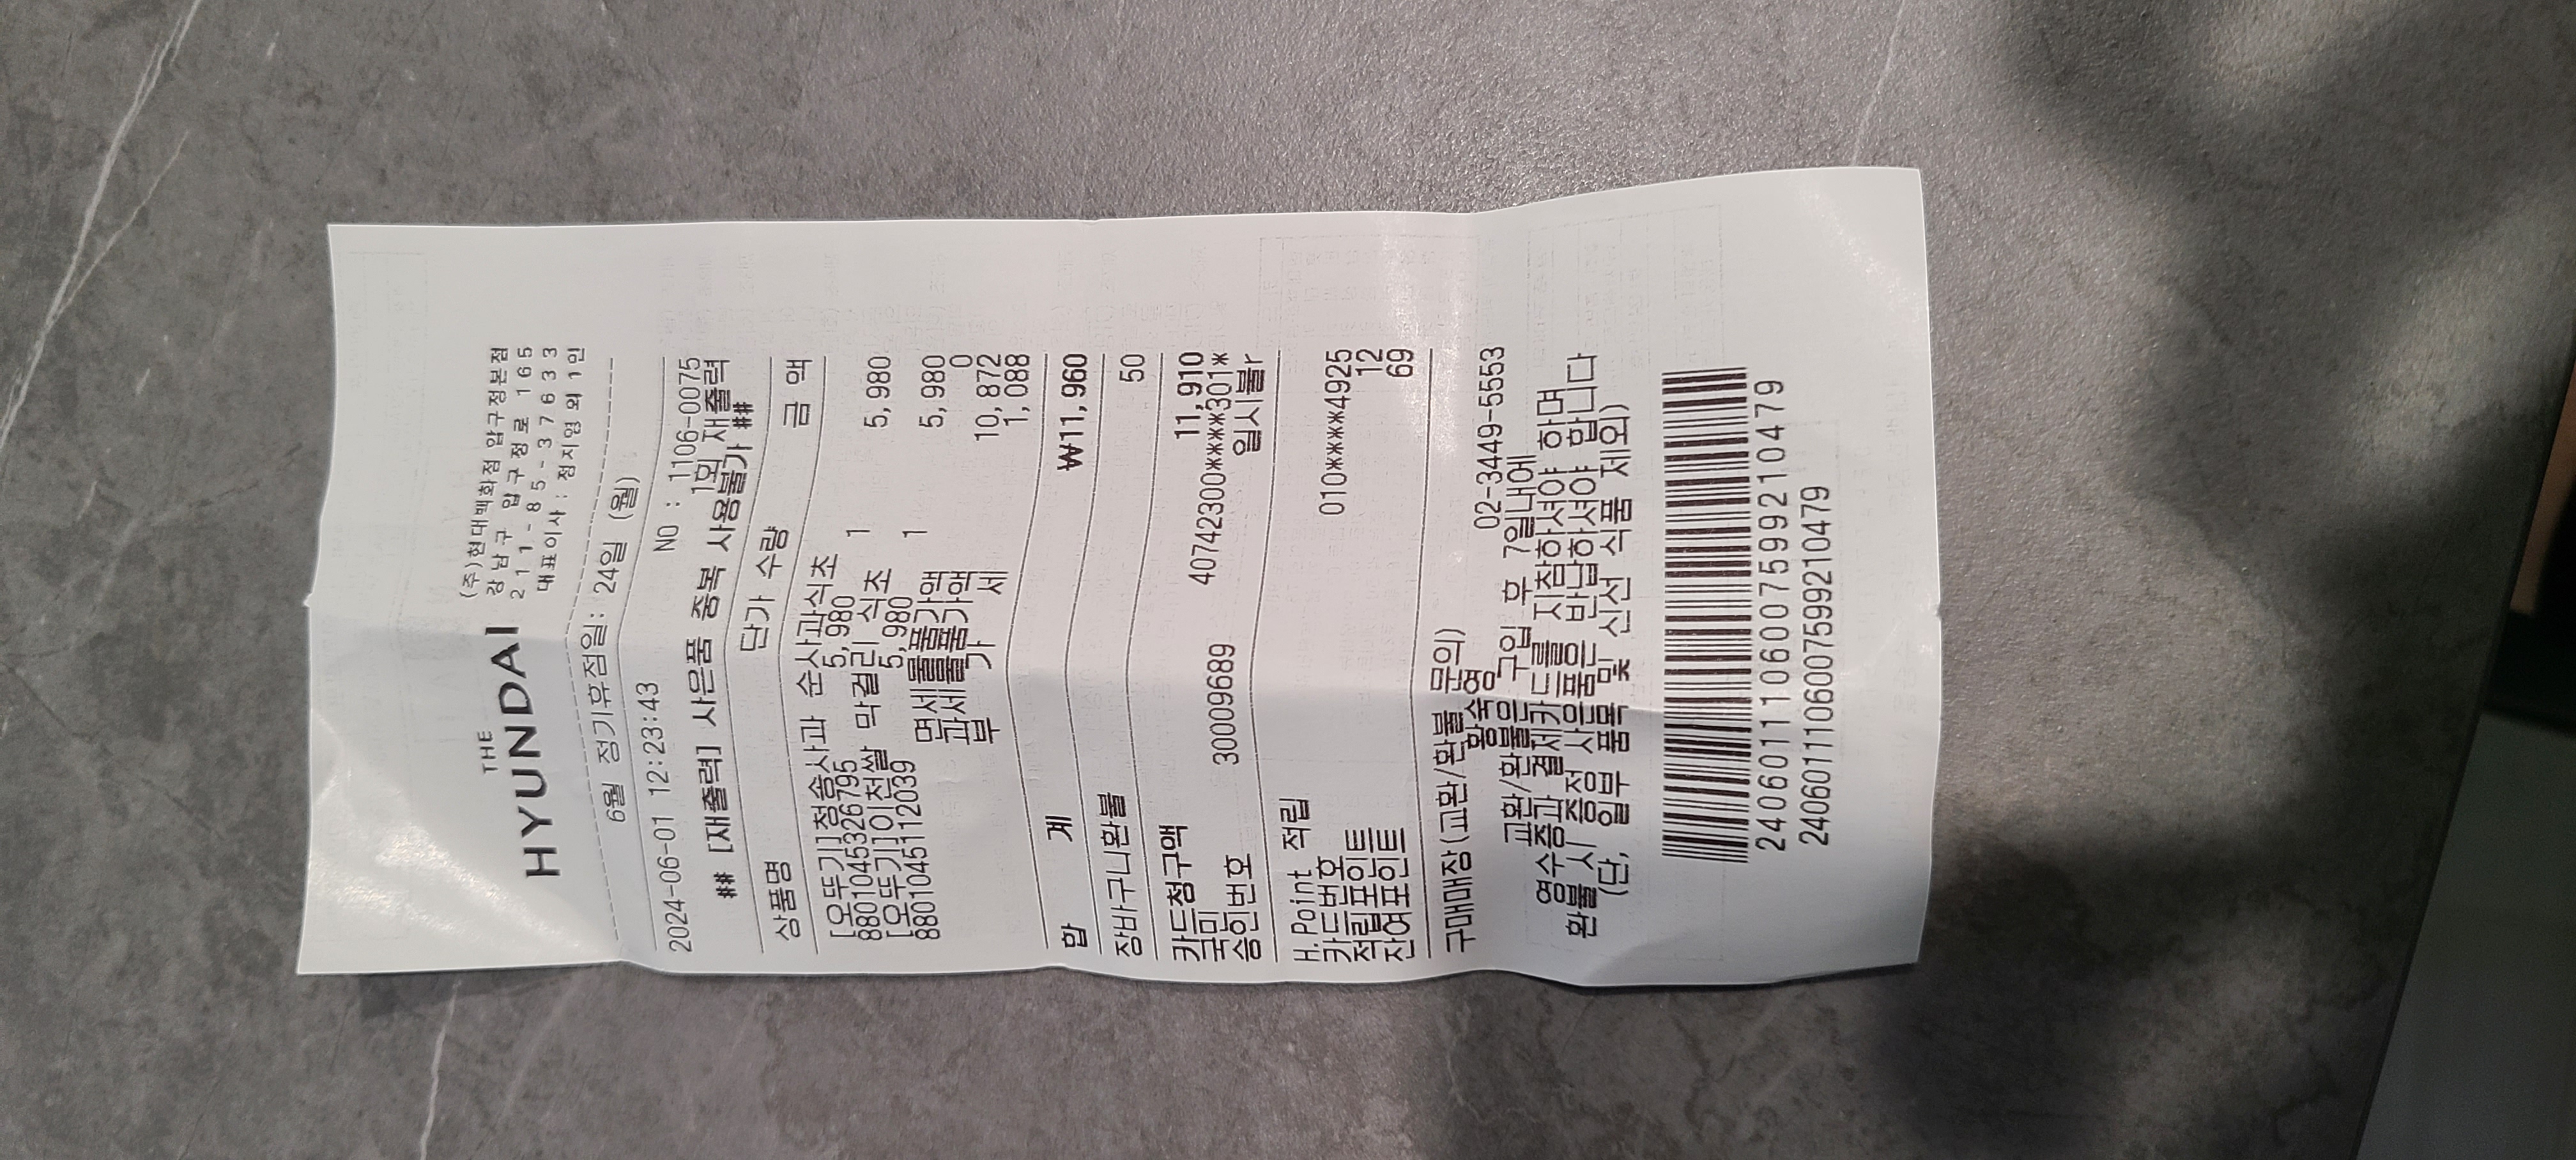 THE
HYUNDAI
(주)현대백화점 압구정본점
강남구 압구정로 165
211-85-37633
대표이사 : 정지영 외 1인
6월 정기휴점일: 24일 (월)
2024-06-01 12:23:43 NO : 1106-0075
1회 재출력
## [재출력] 사은품 중복 사용불가 ##
상품명 단가 수량 금 액
[오뚜기]청송사과 순사과식초
8801045326795 5,980 1 5,980
[오뚜기]이천쌀 막걸리 식초
8801045112039 5,980 1 5,980
면세물품가액 0
과세물품가액 10,872
부 가 세 1,088
합 계 ₩11,960
장바구니환불 50
카드청구액 11,910
국민 40742300*****301*
승인번호 30009689 일시불r
H.Point 적립
카드번호 010****4925
적립포인트 12
잔여포인트 69
구매매장(교환/환불 문의)
황숙영 02-3449-5553
교환/환불은 구입 후 7일내에
영수증과 결제카드를 지참하셔야 하며
환불 시 증정 사은품은 반납하셔야 합니다
(단, 일부 품목 및 신선 식품 제외)
2406011106007599210479
2406011106007599210479